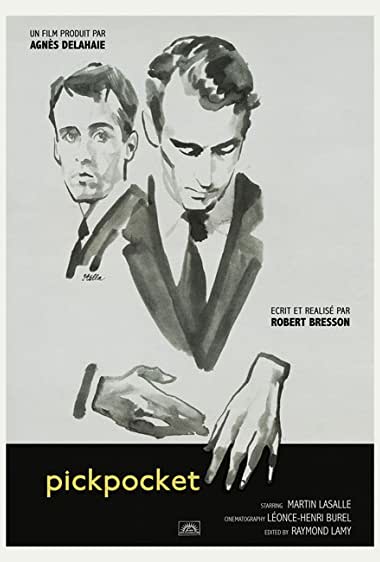 UN FILM PRODUIT PAR
AGNÈS DELAHAIE
Stella
ECRIT ET REALISÉ PAR
ROBERT BRESSON
pickpocket
STARRING MARTIN LASALLE
CINEMATOGRAPHY LÉONCE-HENRI BUREL
EDITED BY RAYMOND LAMY